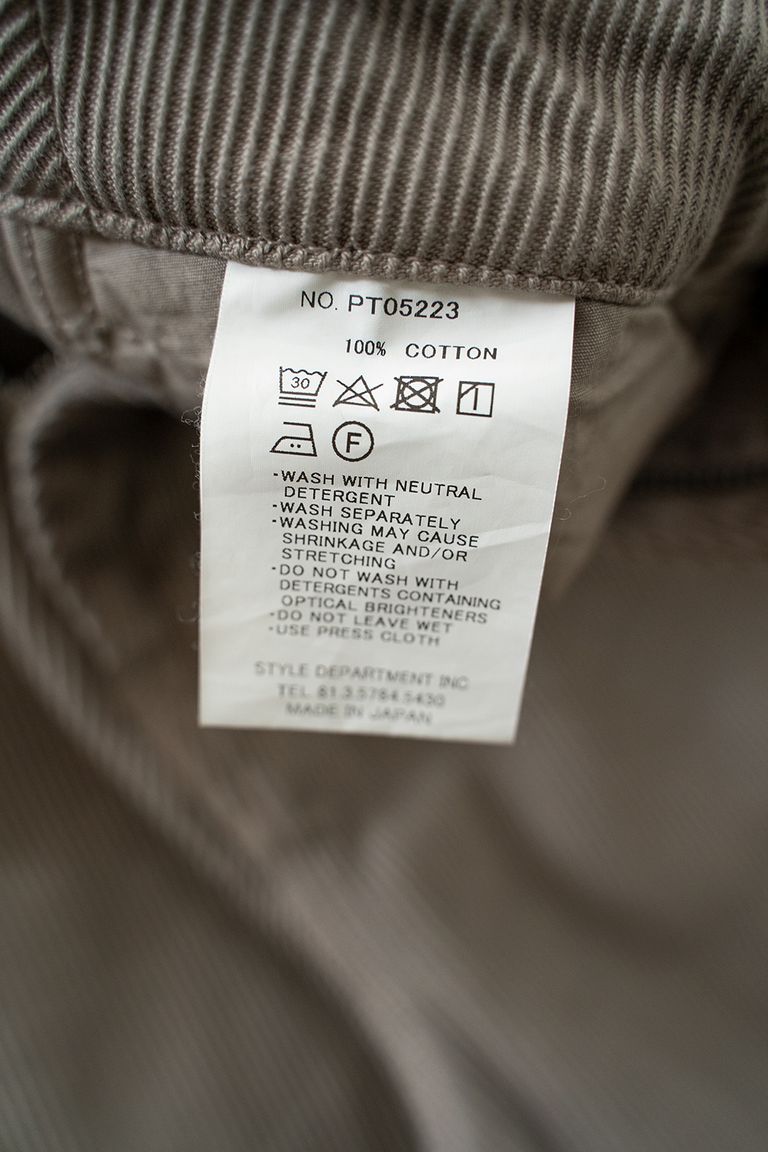 NO. PT05223
100% COTTON
30
F
·WASH WITH NEUTRAL
DETERGENT
·WASH SEPARATELY
·WASHING MAY CAUSE
SHRINKAGE AND/OR
STRETCHING
·DO NOT WASH WITH
DETERGENTS CONTAINING
OPTICAL BRIGHTENERS
·DO NOT LEAVE WET
·USE PRESS CLOTH
STYLE DEPARTMENT INC
TEL 81.3.5784.5430
MADE IN JAPAN